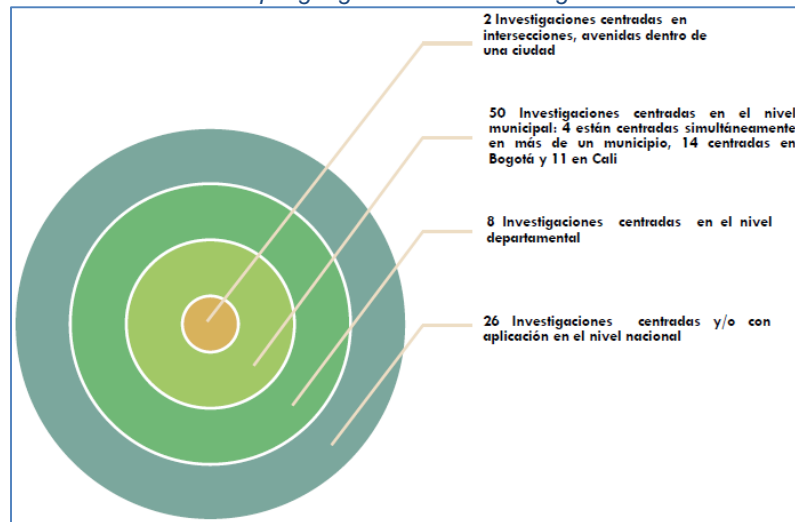 2 Investigaciones centradas en
intersecciones, avenidas dentro de
una ciudad
50 Investigaciones centradas en el nivel
municipal: 4 están centradas simultáneamente
en más de un municipio, 14 centradas en
Bogotá y 11 en Cali
8 Investigaciones centradas en el nivel
departamental
26 Investigaciones centradas y/o con
aplicación en el nivel nacional